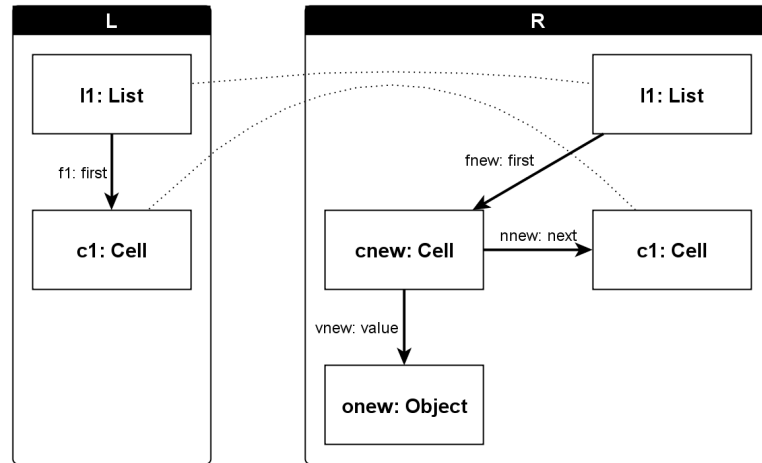 L
l1: List
f1: first
c1: Cell
R
l1: List
fnew: first
cnew: Cell
nnew: next
c1: Cell
vnew: value
onew: Object